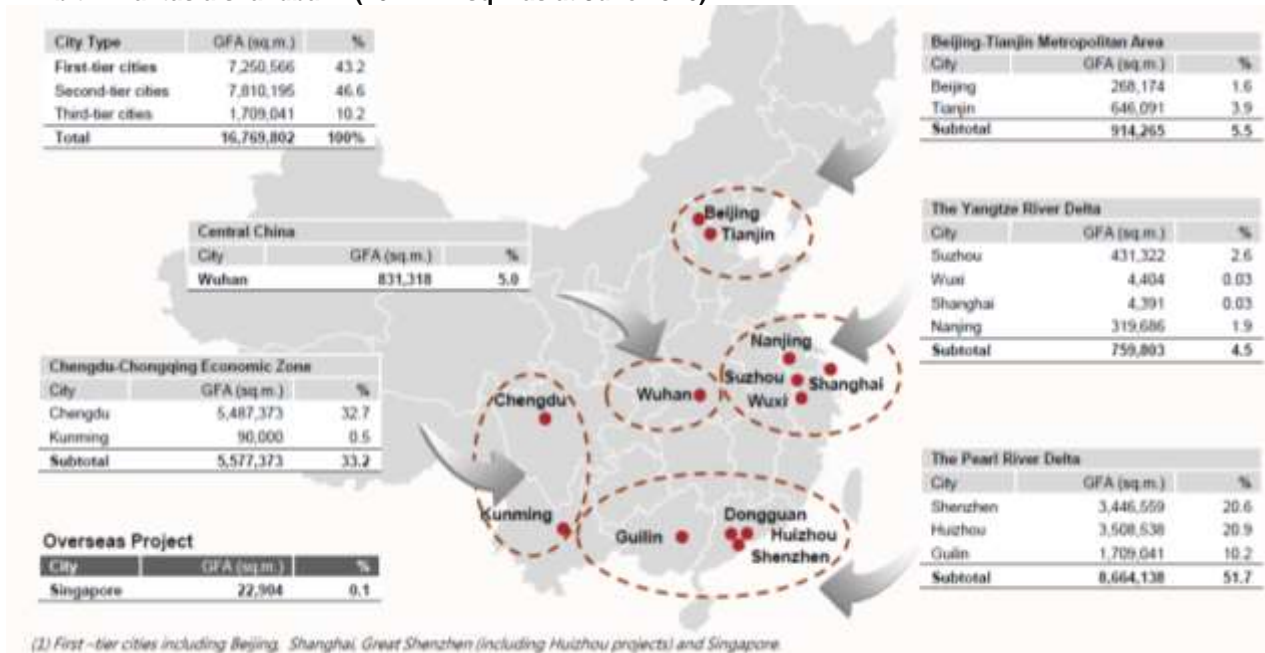 City Type GFA (sq.m.) %
First-tier cities 7,250,566 43.2
Second-tier cities 7,810,195 46.6
Third-tier cities 1,709,041 10.2
Total 16,769,802 100%
Beijing-Tianjin Metropolitan Area
City GFA (sq.m.) %
Beijing 268,174 1.6
Tianjin 646,091 3.9
Subtotal 914,265 5.5
Central China
City GFA (sq.m.) %
Wuhan 831,318 5.0
The Yangtze River Delta
City GFA (sq.m.) %
Suzhou 431,322 2.6
Wuxi 4,404 0.03
Shanghai 4,391 0.03
Nanjing 319,686 1.9
Subtotal 759,803 4.5
Chengdu-Chongqing Economic Zone
City GFA (sq.m.) %
Chengdu 5,487,373 32.7
Kunming 90,000 0.5
Subtotal 5,577,373 33.2
The Pearl River Delta
City GFA (sq.m.) %
Shenzhen 3,446,559 20.6
Huizhou 3,508,538 20.9
Guilin 1,709,041 10.2
Subtotal 8,664,138 51.7
Overseas Project
City GFA (sq.m.) %
Singapore 22,904 0.1
Beijing
Tianjin
Nanjing
Suzhou
Shanghai
Wuxi
Wuhan
Chengdu
Kunming
Guilin
Dongguan
Huizhou
Shenzhen
(1) First –tier cities including Beijing, Shanghai, Great Shenzhen (including Huizhou projects) and Singapore.